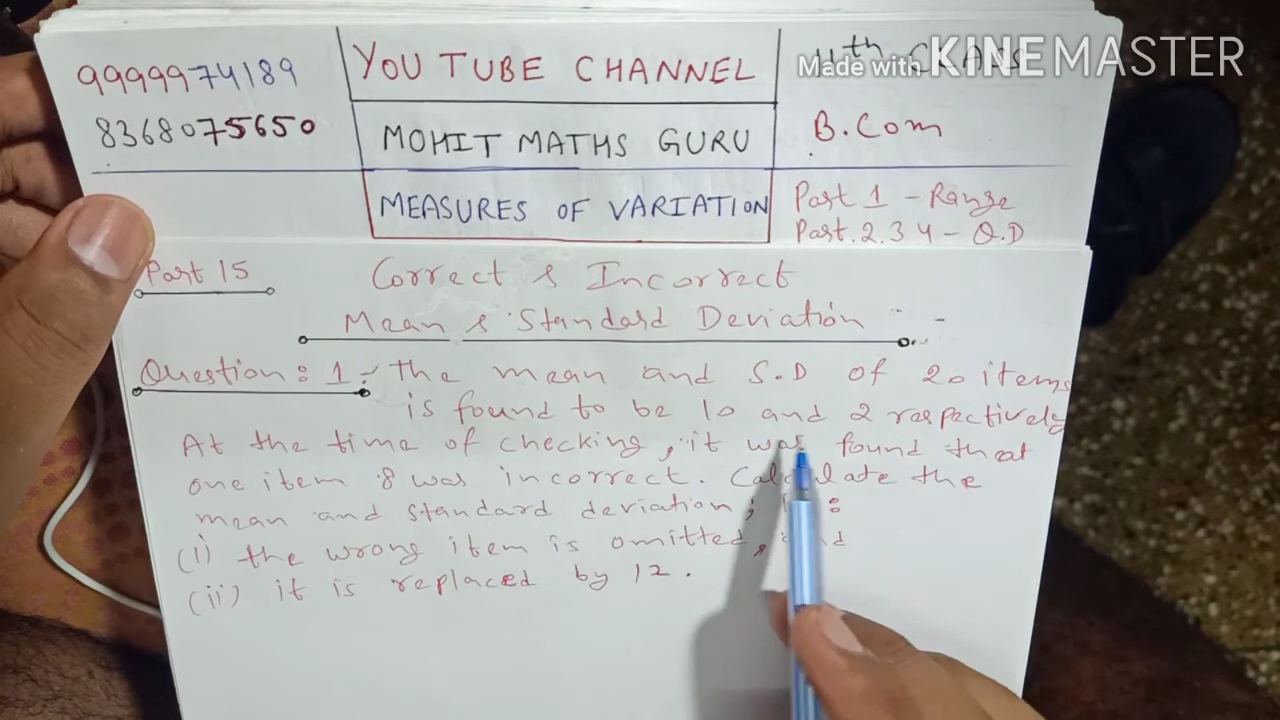 9999974189
8368075650
YOU TUBE CHANNEL
MOHIT MATHS GURU
MEASURES OF VARIATION
11th CLASS
Made with KINEMASTER
B.Com
Part 1 - Range
Part.2.3 4 - Q.D
Part 15
Correct & Incorrect
Mean & Standard Deviation
Question: 1 :- The mean and S.D of 20 items
is found to be 10 and 2 respectively
At the time of checking, it was found that
one item 8 was incorrect. Calculate the
mean and standard deviation, :
(i) the wrong item is omitted, and
(ii) it is replaced by 12.